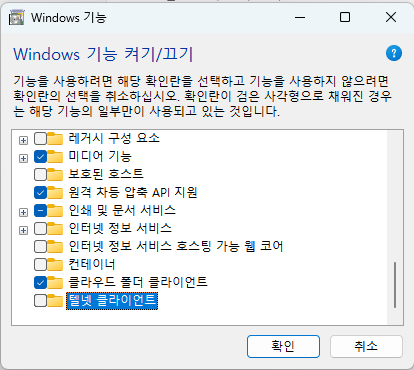 Windows 기능
Windows 기능 켜기/끄기
기능을 사용하려면 해당 확인란을 선택하고 기능을 사용하지 않으려면
확인란의 선택을 취소하십시오. 확인란이 검은 사각형으로 채워진 경우
는 해당 기능의 일부만이 사용되고 있는 것입니다.
레거시 구성 요소
미디어 기능
보호된 호스트
원격 차등 압축 API 지원
인쇄 및 문서 서비스
인터넷 정보 서비스
인터넷 정보 서비스 호스팅 가능 웹 코어
컨테이너
클라우드 폴더 클라이언트
텔넷 클라이언트
확인
취소